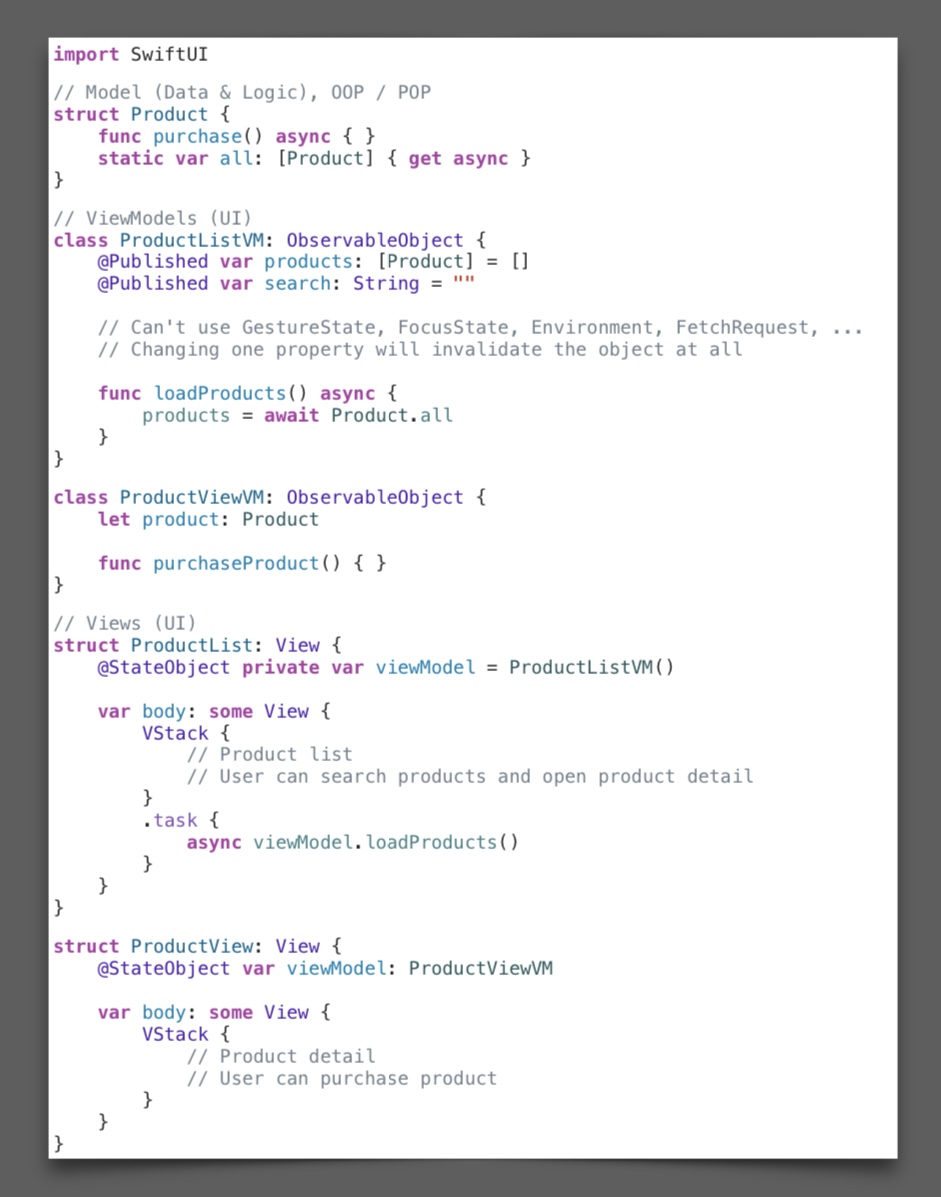 import SwiftUI
// Model (Data & Logic), OOP / POP
struct Product {
    func purchase() async { }
    static var all: [Product] { get async }
}
// ViewModels (UI)
class ProductListVM: ObservableObject {
    @Published var products: [Product] = []
    @Published var search: String = ""
    // Can't use GestureState, FocusState, Environment, FetchRequest, ...
    // Changing one property will invalidate the object at all
    func loadProducts() async {
        products = await Product.all
    }
}
class ProductViewVM: ObservableObject {
    let product: Product
    func purchaseProduct() { }
}
// Views (UI)
struct ProductList: View {
    @StateObject private var viewModel = ProductListVM()
    var body: some View {
        VStack {
            // Product list
            // User can search products and open product detail
        }
        .task {
            async viewModel.loadProducts()
        }
    }
}
struct ProductView: View {
    @StateObject var viewModel: ProductViewVM
    var body: some View {
        VStack {
            // Product detail
            // User can purchase product
        }
    }
}